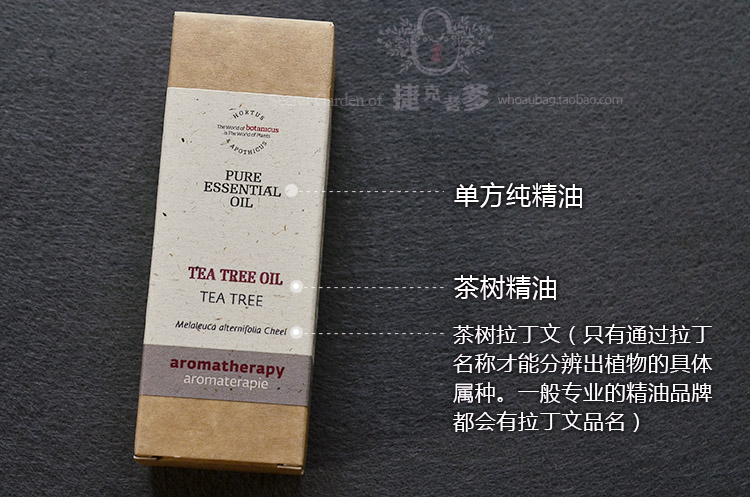 Secret Garden of 捷克老爹 whoaubag.taobao.com
HORTUS
The World of botanicus
is The World of Plants
& APOTHICUS
PURE
ESSENTIAL
OIL
单方纯精油
TEA TREE OIL
茶树精油
TEA TREE
Melaleuca alternifolia Cheel
茶树拉丁文（只有通过拉丁
名称才能分辨出植物的具体
属种。一般专业的精油品牌
都会有拉丁文品名）
aromatherapy
aromaterapie